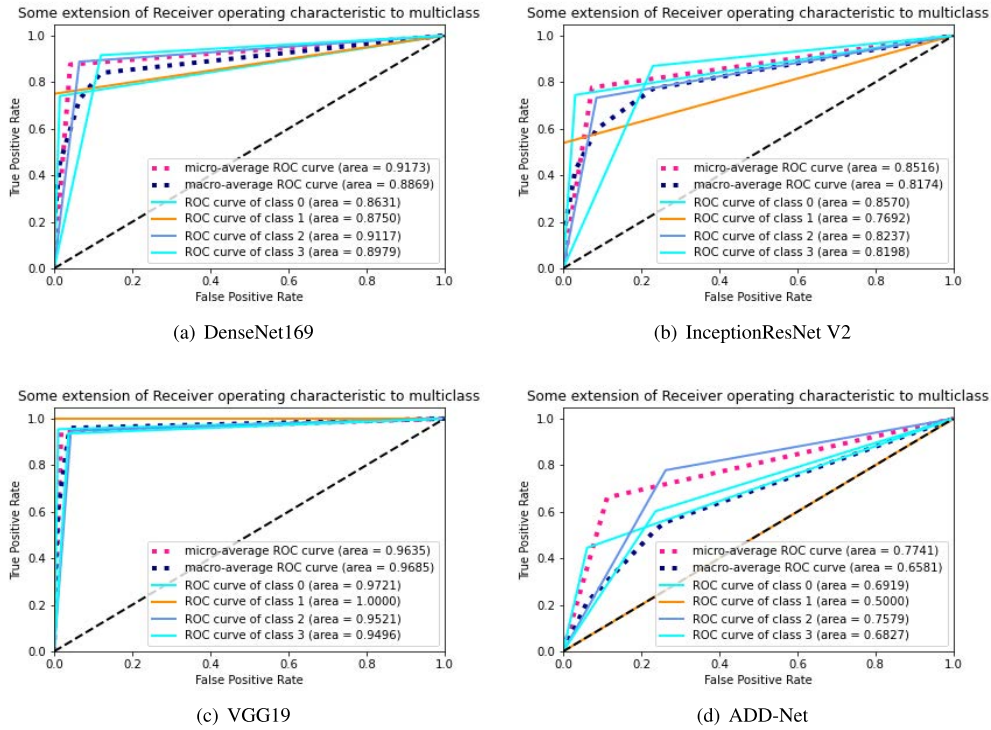 Some extension of Receiver operating characteristic to multiclass
True Positive Rate
1.0
0.8
0.6
0.4
0.2
0.0
micro-average ROC curve (area = 0.9173)
macro-average ROC curve (area = 0.8869)
ROC curve of class 0 (area = 0.8631)
ROC curve of class 1 (area = 0.8750)
ROC curve of class 2 (area = 0.9117)
ROC curve of class 3 (area = 0.8979)
0.0 0.2 0.4 0.6 0.8 1.0
False Positive Rate
(a) DenseNet169
Some extension of Receiver operating characteristic to multiclass
True Positive Rate
1.0
0.8
0.6
0.4
0.2
0.0
micro-average ROC curve (area = 0.8516)
macro-average ROC curve (area = 0.8174)
ROC curve of class 0 (area = 0.8570)
ROC curve of class 1 (area = 0.7692)
ROC curve of class 2 (area = 0.8237)
ROC curve of class 3 (area = 0.8198)
0.0 0.2 0.4 0.6 0.8 1.0
False Positive Rate
(b) InceptionResNet V2
Some extension of Receiver operating characteristic to multiclass
True Positive Rate
1.0
0.8
0.6
0.4
0.2
0.0
micro-average ROC curve (area = 0.9635)
macro-average ROC curve (area = 0.9685)
ROC curve of class 0 (area = 0.9721)
ROC curve of class 1 (area = 1.0000)
ROC curve of class 2 (area = 0.9521)
ROC curve of class 3 (area = 0.9496)
0.0 0.2 0.4 0.6 0.8 1.0
False Positive Rate
(c) VGG19
Some extension of Receiver operating characteristic to multiclass
True Positive Rate
1.0
0.8
0.6
0.4
0.2
0.0
micro-average ROC curve (area = 0.7741)
macro-average ROC curve (area = 0.6581)
ROC curve of class 0 (area = 0.6919)
ROC curve of class 1 (area = 0.5000)
ROC curve of class 2 (area = 0.7579)
ROC curve of class 3 (area = 0.6827)
0.0 0.2 0.4 0.6 0.8 1.0
False Positive Rate
(d) ADD-Net